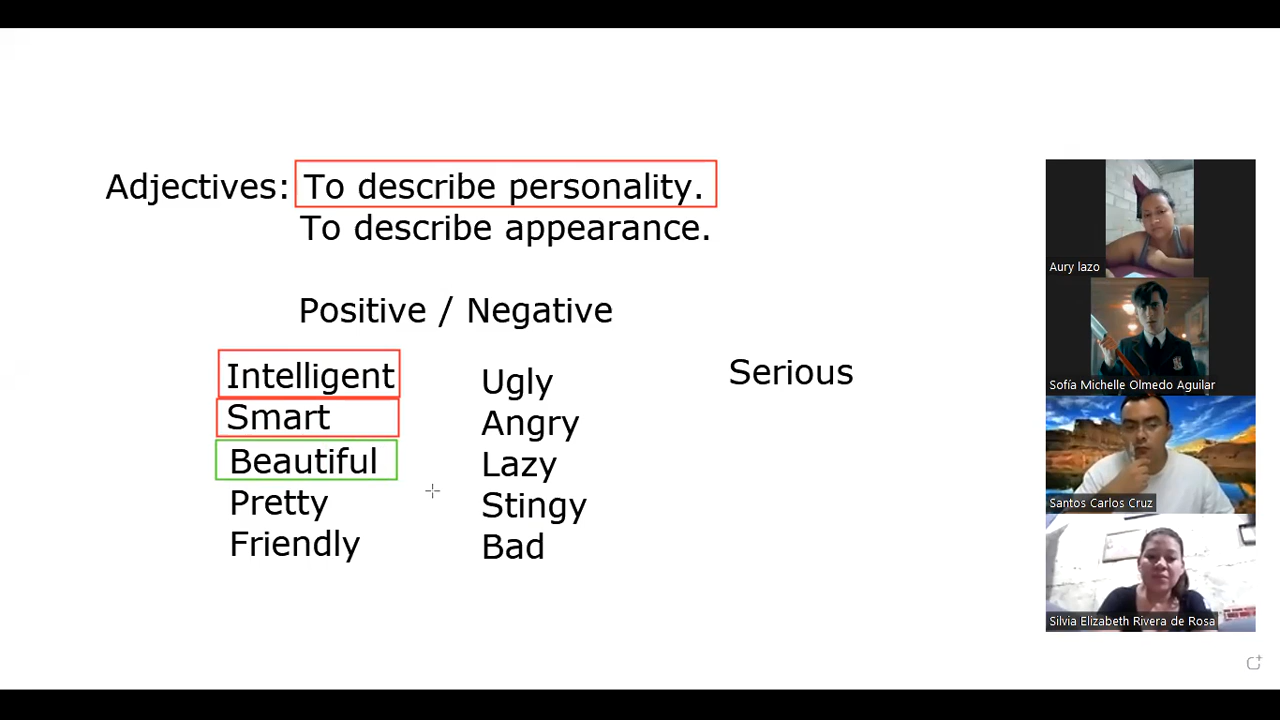 Adjectives: To describe personality.
To describe appearance.
Positive / Negative
Intelligent
Smart
Beautiful
Pretty
Friendly
Ugly
Angry
Lazy
Stingy
Bad
Serious
Aury lazo
Sofía Michelle Olmedo Aguilar
Santos Carlos Cruz
Silvia Elizabeth Rivera de Rosa